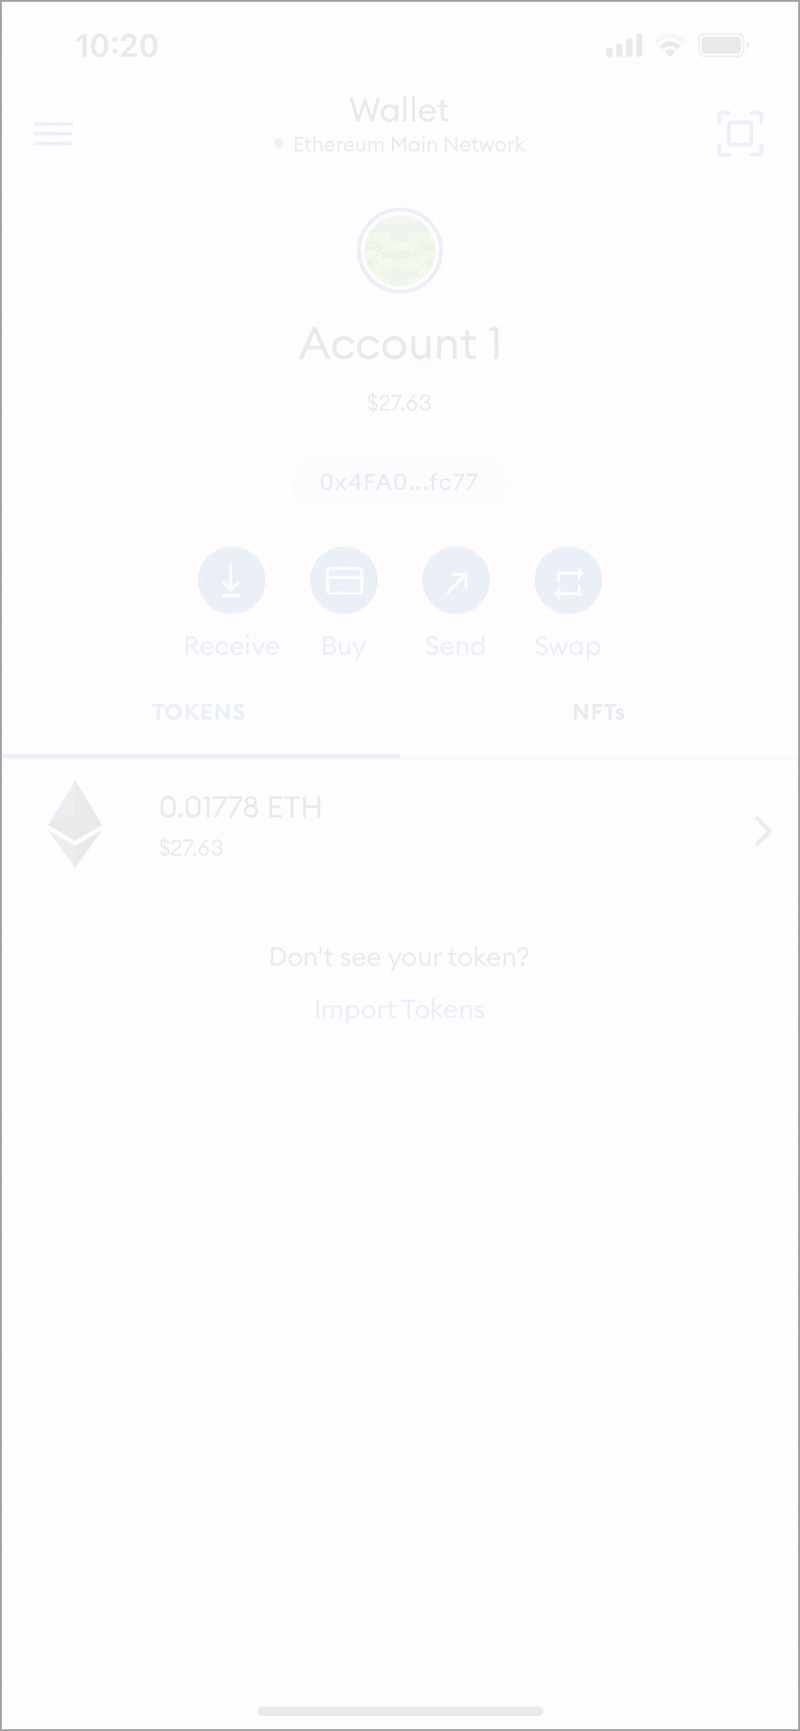 10:20
Wallet
Ethereum Main Network
Account 1
$27.63
0x4FA0...fc77
Receive Buy Send Swap
TOKENS NFTs
0.01778 ETH
$27.63
Don't see your token?
Import Tokens